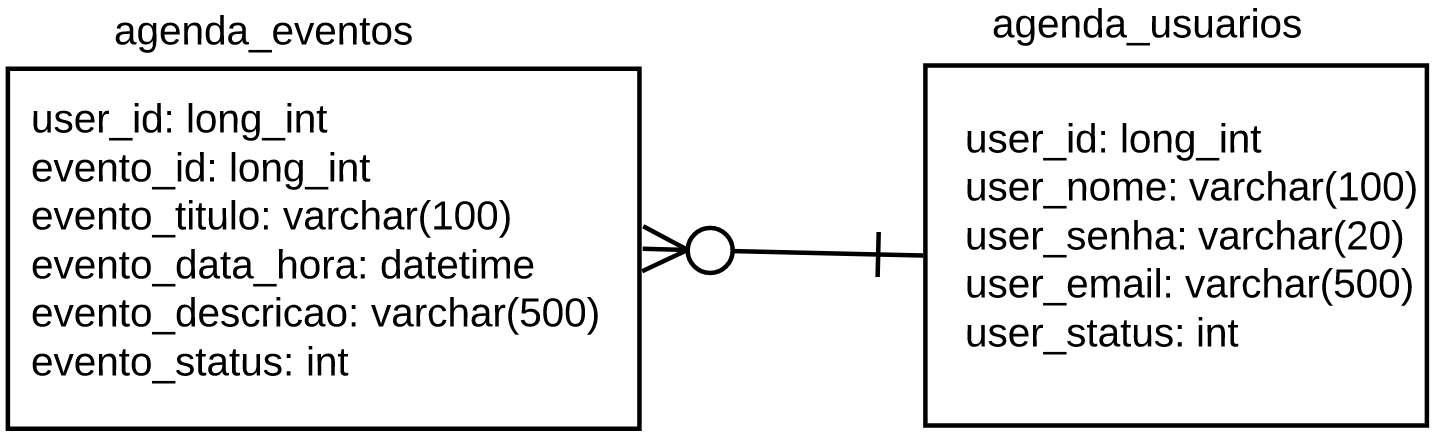 agenda_eventos
user_id: long_int
evento_id: long_int
evento_titulo: varchar(100)
evento_data_hora: datetime
evento_descricao: varchar(500)
evento_status: int
agenda_usuarios
user_id: long_int
user_nome: varchar(100)
user_senha: varchar(20)
user_email: varchar(500)
user_status: int